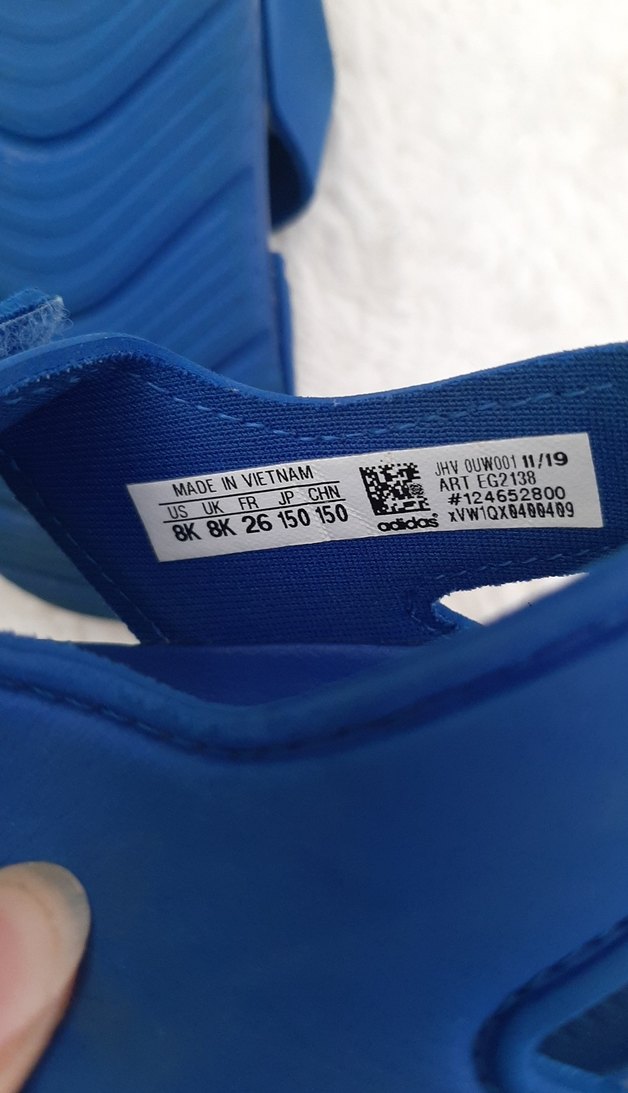 MADE IN VIETNAM
US UK FR JP CHN
8K 8K 26 150 150
adidas
JHV 0UW001 11/19
ART EG2138
#124652800
xVW1QX0400409